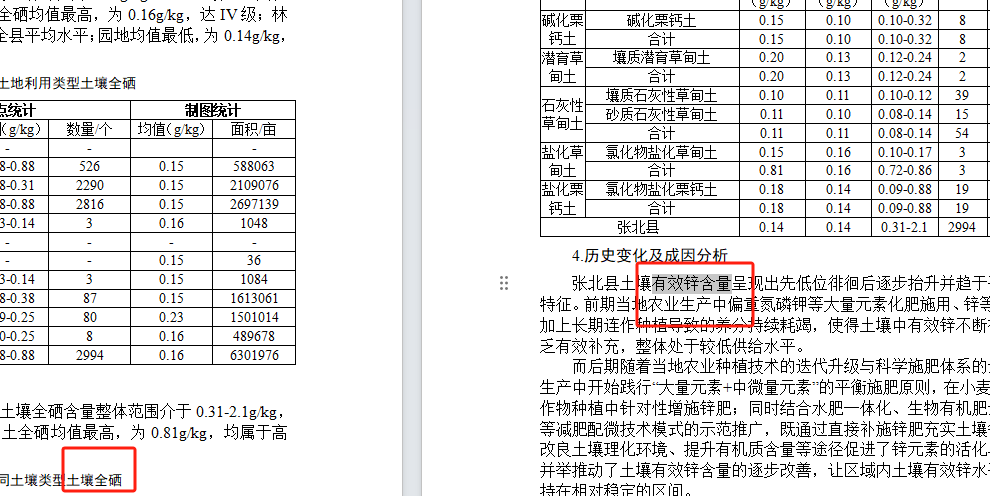 全硒均值最高，为 0.16g/kg，达 IV 级；林
全县平均水平；园地均值最低，为 0.14g/kg，
土地利用类型土壤全硒
点统计 制图统计
（g/kg） 数量/个 均值（g/kg） 面积/亩
- - -
8-0.88 526 0.15 588063
8-0.31 2290 0.15 2109076
8-0.88 2816 0.15 2697139
3-0.14 3 0.16 1048
- - - -
- - 0.15 36
3-0.14 3 0.15 1084
8-0.38 87 0.15 1613061
9-0.25 80 0.23 1501014
0-0.25 8 0.16 489678
8-0.88 2994 0.16 6301976
土壤全硒含量整体范围介于 0.31-2.1g/kg，
土全硒均值最高，为 0.81g/kg，均属于高
同土壤类型土壤全硒
（g/kg） （g/kg） （g/kg）
碱化栗钙土 碱化栗钙土 0.15 0.10 0.10-0.32 8
合计 0.15 0.10 0.10-0.32 8
潜育草甸土 壤质潜育草甸土 0.20 0.13 0.12-0.24 2
合计 0.20 0.13 0.12-0.24 2
石灰性草甸土 壤质石灰性草甸土 0.10 0.11 0.10-0.12 39
砂质石灰性草甸土 0.11 0.10 0.08-0.14 15
合计 0.11 0.11 0.08-0.14 54
盐化草甸土 氯化物盐化草甸土 0.15 0.16 0.10-0.17 3
合计 0.81 0.16 0.72-0.86 3
盐化栗钙土 氯化物盐化栗钙土 0.18 0.14 0.09-0.88 19
合计 0.18 0.14 0.09-0.88 19
张北县 0.14 0.14 0.31-2.1 2994
4.历史变化及成因分析
张北县土壤有效锌含量呈现出先低位徘徊后逐步抬升并趋于
特征。前期当地农业生产中偏重氮磷钾等大量元素化肥施用、锌等
加上长期连作种植导致的养分持续耗竭，使得土壤中有效锌不断
乏有效补充，整体处于较低供给水平。
而后期随着当地农业种植技术的迭代升级与科学施肥体系的
生产中开始践行“大量元素+中微量元素”的平衡施肥原则，在小麦
作物种植中针对性增施锌肥；同时结合水肥一体化、生物有机肥
等减肥配微技术模式的示范推广，既通过直接补施锌肥充实土壤
改良土壤理化环境、提升有机质含量等途径促进了锌元素的活化
并举推动了土壤有效锌含量的逐步改善，让区域内土壤有效锌水
持在相对稳定的区间。